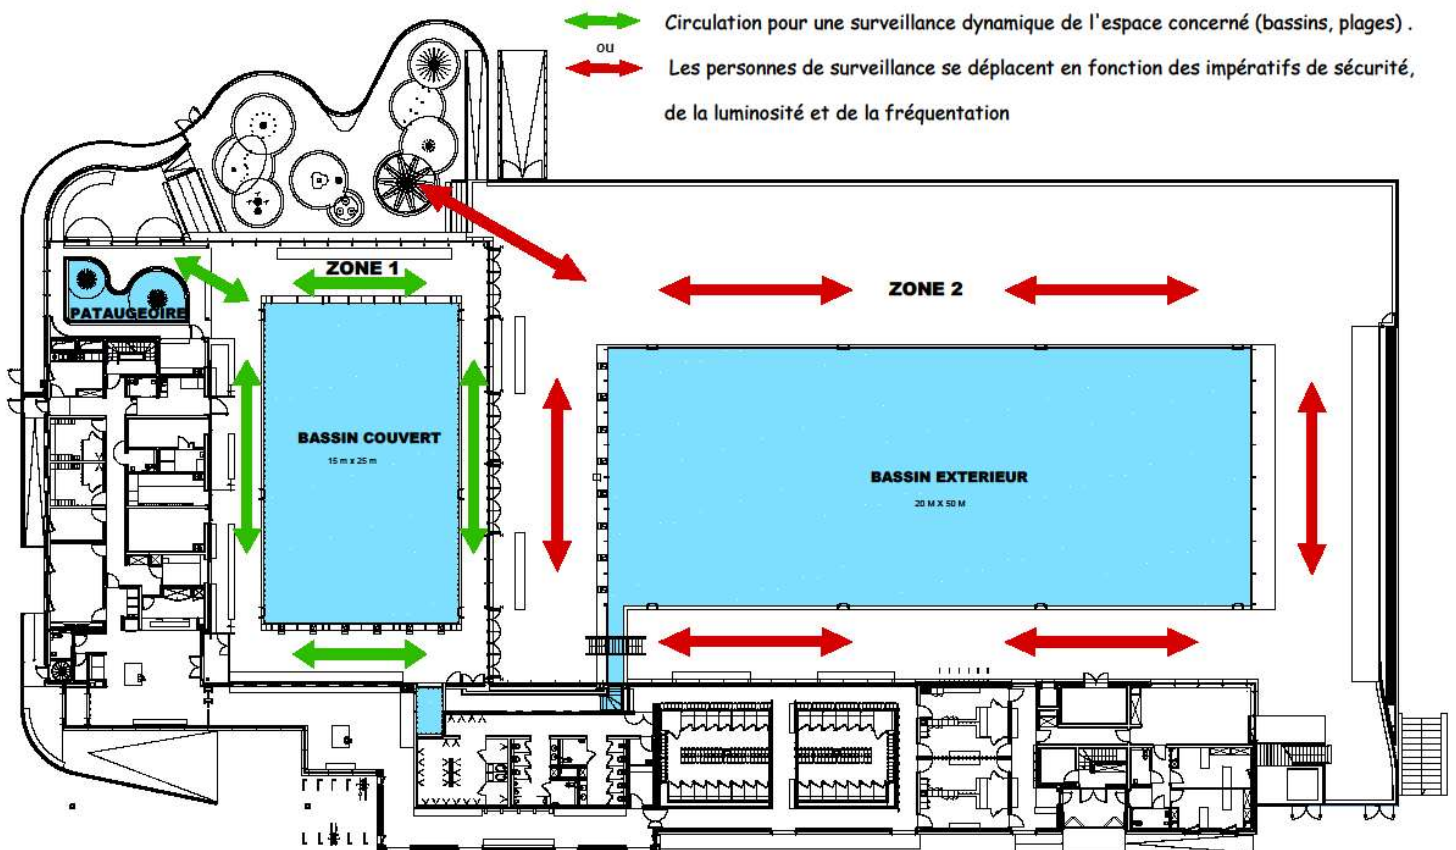 Circulation pour une surveillance dynamique de l'espace concerné (bassins, plages) .
ou
Les personnes de surveillance se déplacent en fonction des impératifs de sécurité,
de la luminosité et de la fréquentation
ZONE 1
ZONE 2
PATAUGEOIRE
BASSIN COUVERT
15 m x 25 m
BASSIN EXTERIEUR
20 M X 50 M